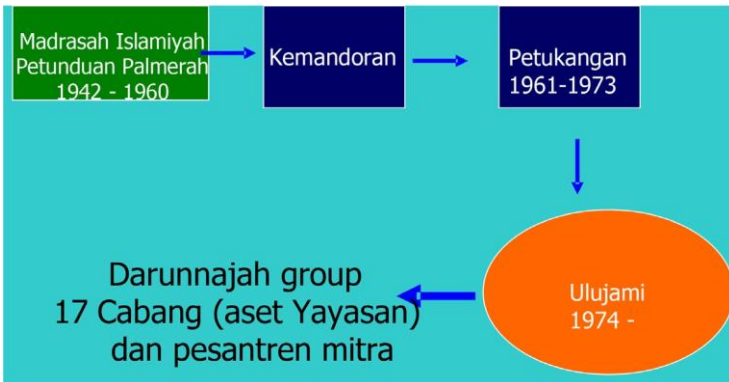 Madrasah Islamiyah
Petunduan Palmerah
1942 - 1960
Kemandoran
Petukangan
1961-1973
Ulujami
1974 -
Darunnajah group
17 Cabang (aset Yayasan)
dan pesantren mitra